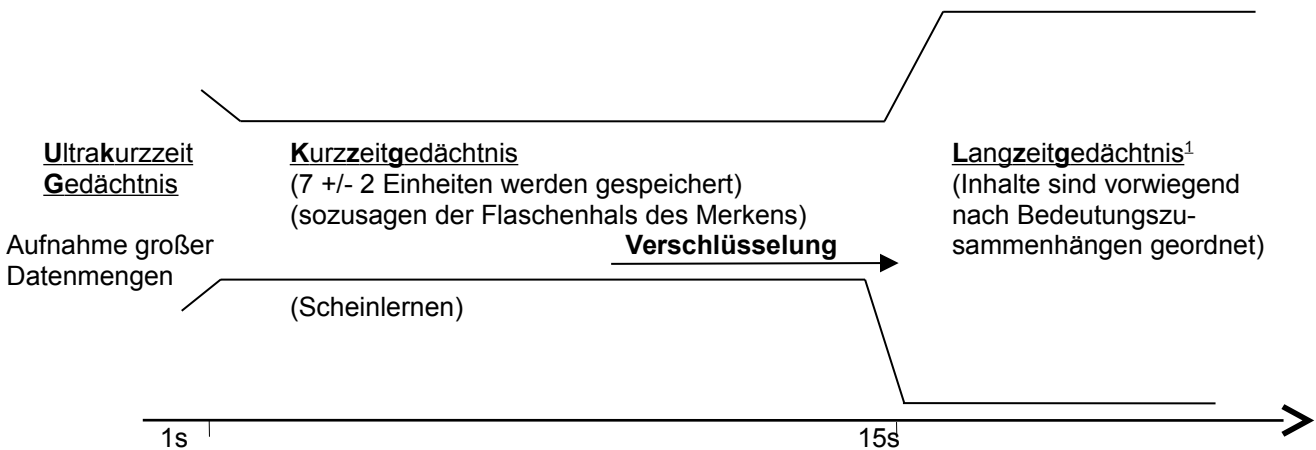 Ultrakurzzeit
Gedächtnis
Aufnahme großer
Datenmengen
Kurzzeitgedächtnis
(7 +/- 2 Einheiten werden gespeichert)
(sozusagen der Flaschenhals des Merkens)
Verschlüsselung
(Scheinlernen)
Langzeitgedächtnis¹
(Inhalte sind vorwiegend
nach Bedeutungszu-
sammenhängen geordnet)
1s
15s